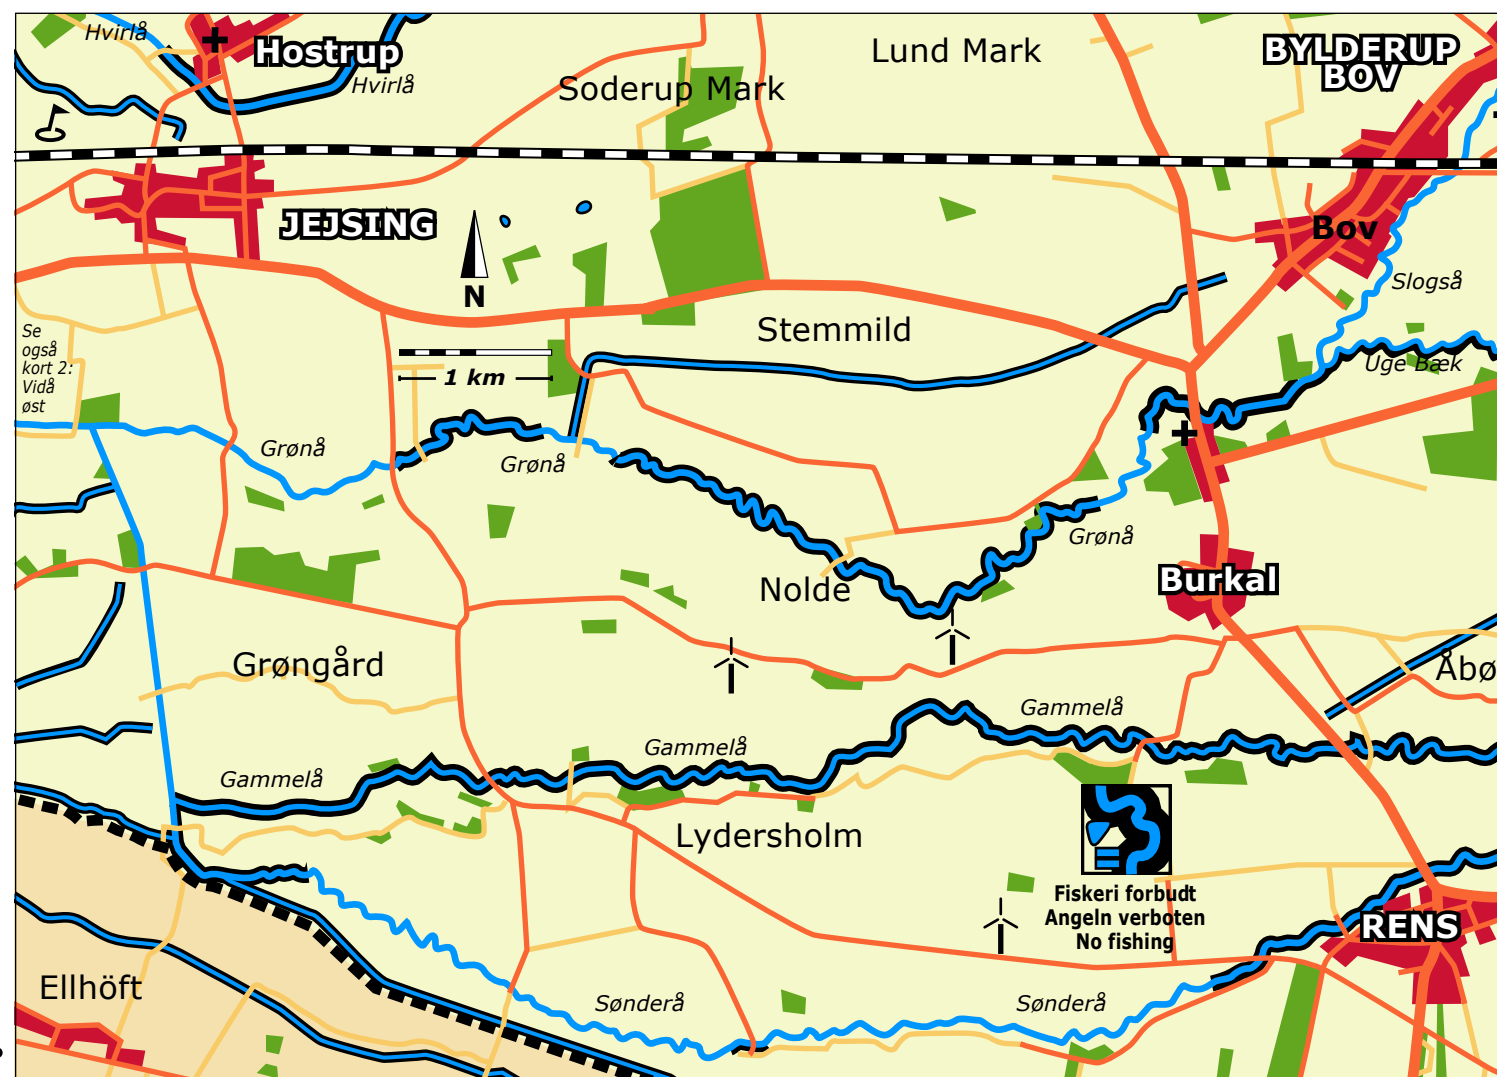 Hvirlå
Hostrup
Hvirlå
Soderup Mark
Lund Mark
BYLDERUP
BOV
JEJSING
N
Bov
Slogså
Se
også
kort 2:
Vidå
øst
Stemmild
1 km
Uge Bæk
Grønå
Grønå
Grønå
Nolde
Burkal
Grøngård
Åbø
Gammelå
Gammelå
Gammelå
Lydersholm
Fiskeri forbudt
Angeln verboten
No fishing
RENS
Ellhöft
Sønderå
Sønderå